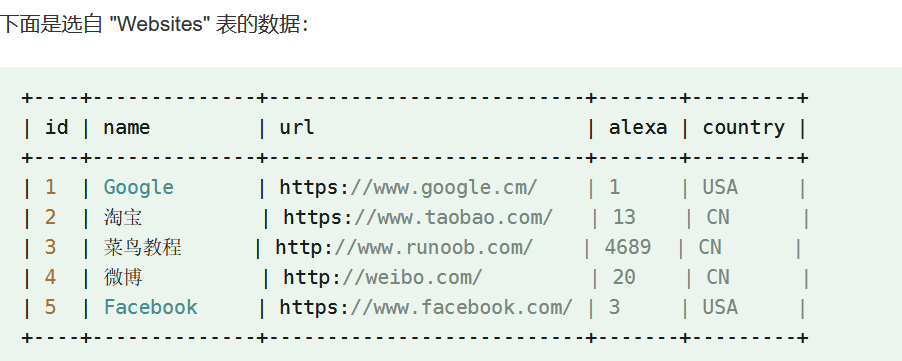 下面是选自 "Websites" 表的数据：
+----+--------------+---------------------------+-------+---------+
| id | name         | url                       | alexa | country |
+----+--------------+---------------------------+-------+---------+
| 1  | Google       | https://www.google.cm/    | 1     | USA     |
| 2  | 淘宝          | https://www.taobao.com/   | 13    | CN      |
| 3  | 菜鸟教程      | http://www.runoob.com/    | 4689  | CN      |
| 4  | 微博          | http://weibo.com/         | 20    | CN      |
| 5  | Facebook     | https://www.facebook.com/ | 3     | USA     |
+----+--------------+---------------------------+-------+---------+